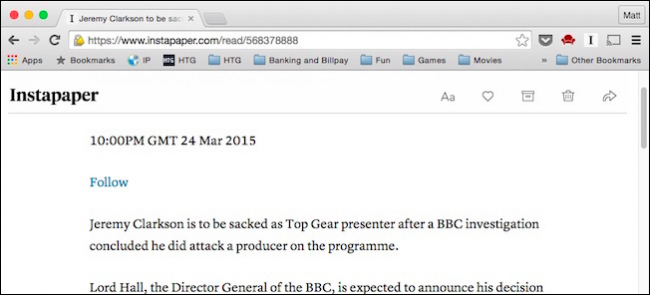 Jeremy Clarkson to be sac
Matt
https://www.instapaper.com/read/568378888
Apps Bookmarks IP HTG HTG Banking and Billpay Fun Games Movies » Other Bookmarks
Instapaper Aa
10:00PM GMT 24 Mar 2015
Follow
Jeremy Clarkson is to be sacked as Top Gear presenter after a BBC investigation
concluded he did attack a producer on the programme.
Lord Hall, the Director General of the BBC, is expected to announce his decision